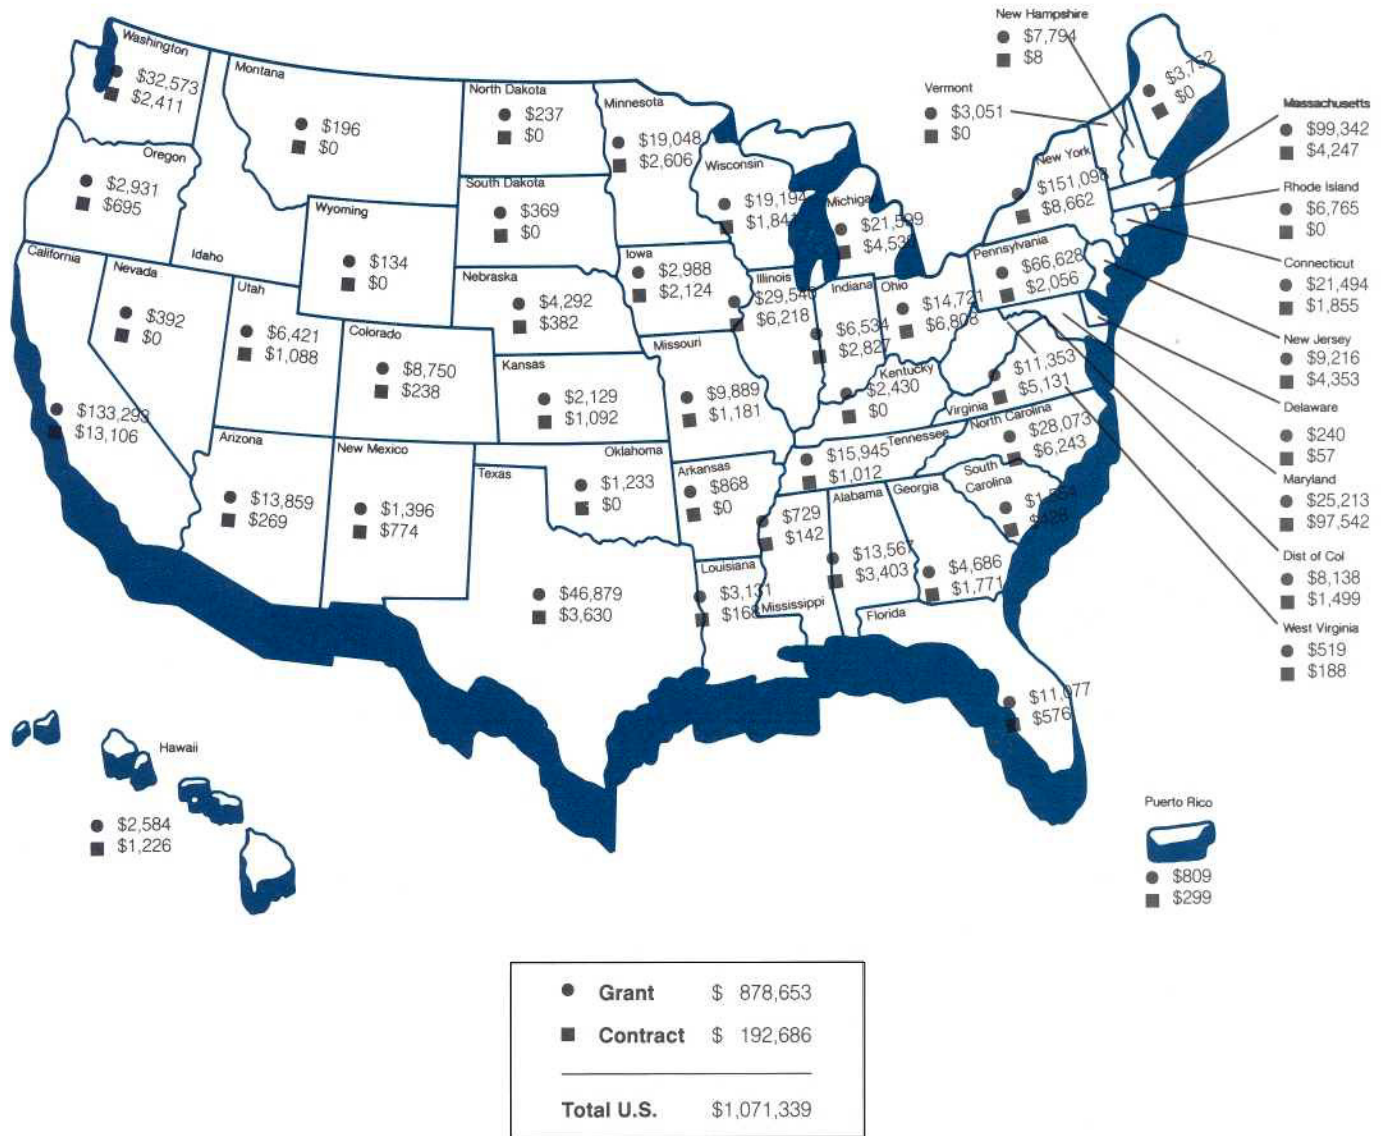 New Hampshire
$7,794
$8
Vermont
$3,051
$0
$3,752
$0
Washington
$32,573
$2,411
Montana
$196
$0
North Dakota
$237
$0
Minnesota
$19,048
$2,606
Oregon
$2,931
$695
Idaho
Wyoming
$134
$0
South Dakota
$369
$0
Wisconsin
$19,194
Michigan
$21,599
New York
$151,098
$8,662
Massachusetts
$99,342
$4,247
Rhode Island
$6,765
$0
Connecticut
$21,494
$1,855
New Jersey
$9,216
$4,353
Delaware
$240
$57
Maryland
$25,213
$97,542
Dist of Col
$8,138
$1,499
West Virginia
$519
$188
California
$133,293
$13,106
Nevada
$392
$0
Utah
$6,421
$1,088
Colorado
$8,750
$238
Nebraska
$4,292
$382
Kansas
$2,129
$1,092
Iowa
$2,988
$2,124
Missouri
$9,889
$1,181
Illinois
$29,540
$6,218
Indiana
$6,534
$2,827
Ohio
$14,721
$6,808
Pennsylvania
$66,628
$2,056
Kentucky
$2,430
$0
Virginia
$11,353
$5,131
North Carolina
$28,073
$6,243
Tennessee
$15,945
$1,012
South
Carolina
Arizona
$13,859
$269
New Mexico
$1,396
$774
Texas
$46,879
$3,630
Oklahoma
$1,233
$0
Arkansas
$868
$0
Louisiana
$3,131
$168
Mississippi
$729
$142
Alabama
$13,567
$3,403
Georgia
$4,686
$1,771
Florida
$11,077
$576
Hawaii
$2,584
$1,226
Puerto Rico
$809
$299
Grant $ 878,653
Contract $ 192,686
Total U.S. $1,071,339